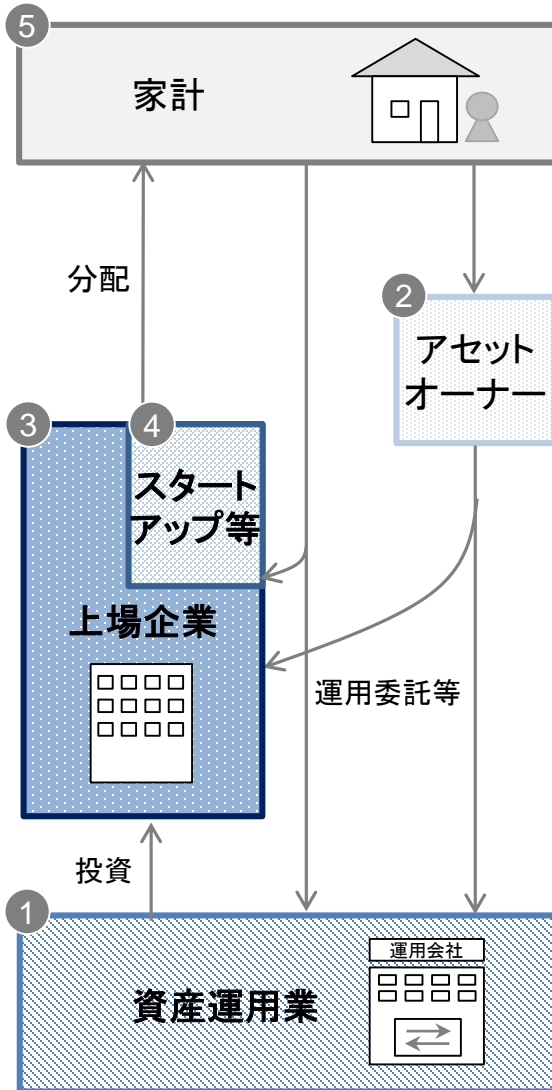 5
家計
分配
2
アセット
オーナー
3
4
スタート
アップ等
上場企業
運用委託等
投資
1
運用会社
資産運用業